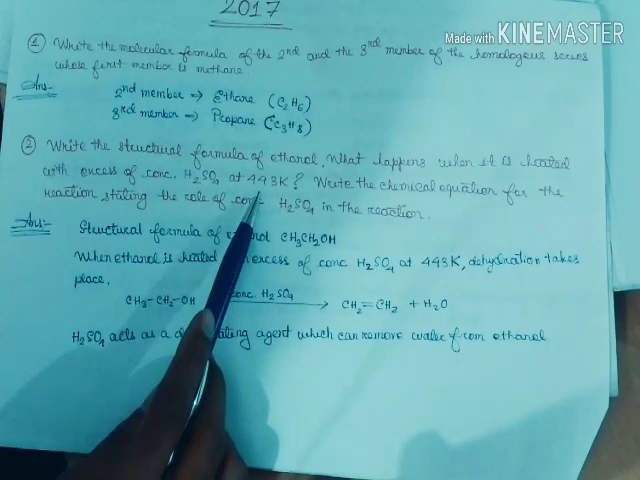 2017
Made with KINEMASTER
① Write the molecular formula of the 2nd and the 3rd member of the homologous series
whose first member is methane.
Ans:-
2nd member => Ethane (C2H6)
3rd member => Propane (C3H8)
② Write the structural formula of ethanol. What happens when it is heated
with excess of conc. H2SO4 at 443K? Write the chemical equation for the
reaction stating the role of conc. H2SO4 in the reaction.
Ans:- Structural formula of CH3CH2OH
When ethanol is heated excess of conc H2SO4 at 443K, dehydration takes
place.
CH3-CH2-OH conc. H2SO4 → CH2=CH2 + H2O
H2SO4 acts as a agent which can remove water from ethanol